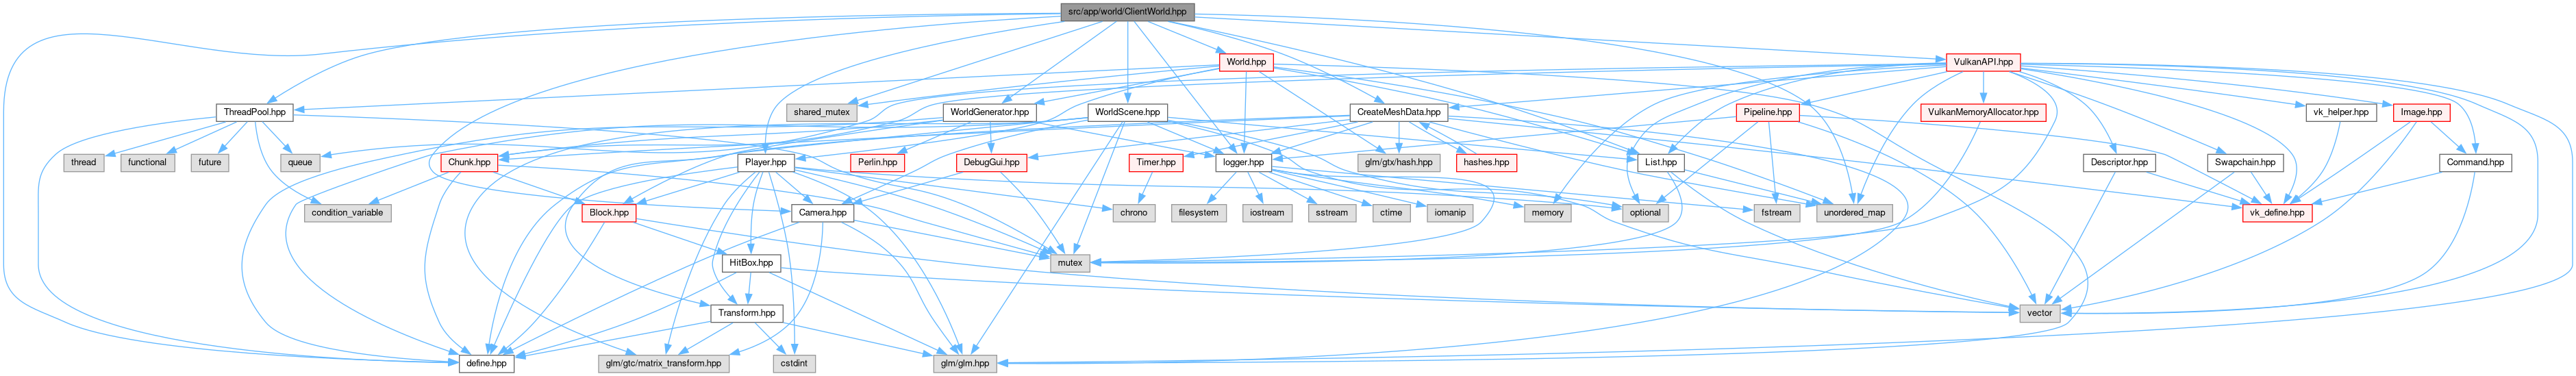 src/app/world/ClientWorld.hpp
World.hpp
VulkanAPI.hpp
ThreadPool.hpp
shared_mutex
WorldGenerator.hpp
WorldScene.hpp
CreateMeshData.hpp
Pipeline.hpp
VulkanMemoryAllocator.hpp
vk_helper.hpp
Image.hpp
thread
functional
future
queue
Chunk.hpp
Player.hpp
Perlin.hpp
DebugGui.hpp
Timer.hpp
logger.hpp
glm/gtx/hash.hpp
hashes.hpp
List.hpp
Descriptor.hpp
Swapchain.hpp
Command.hpp
condition_variable
Block.hpp
Camera.hpp
chrono
filesystem
iostream
sstream
ctime
iomanip
memory
optional
fstream
unordered_map
vk_define.hpp
HitBox.hpp
mutex
Transform.hpp
vector
define.hpp
glm/gtc/matrix_transform.hpp
cstdint
glm/glm.hpp